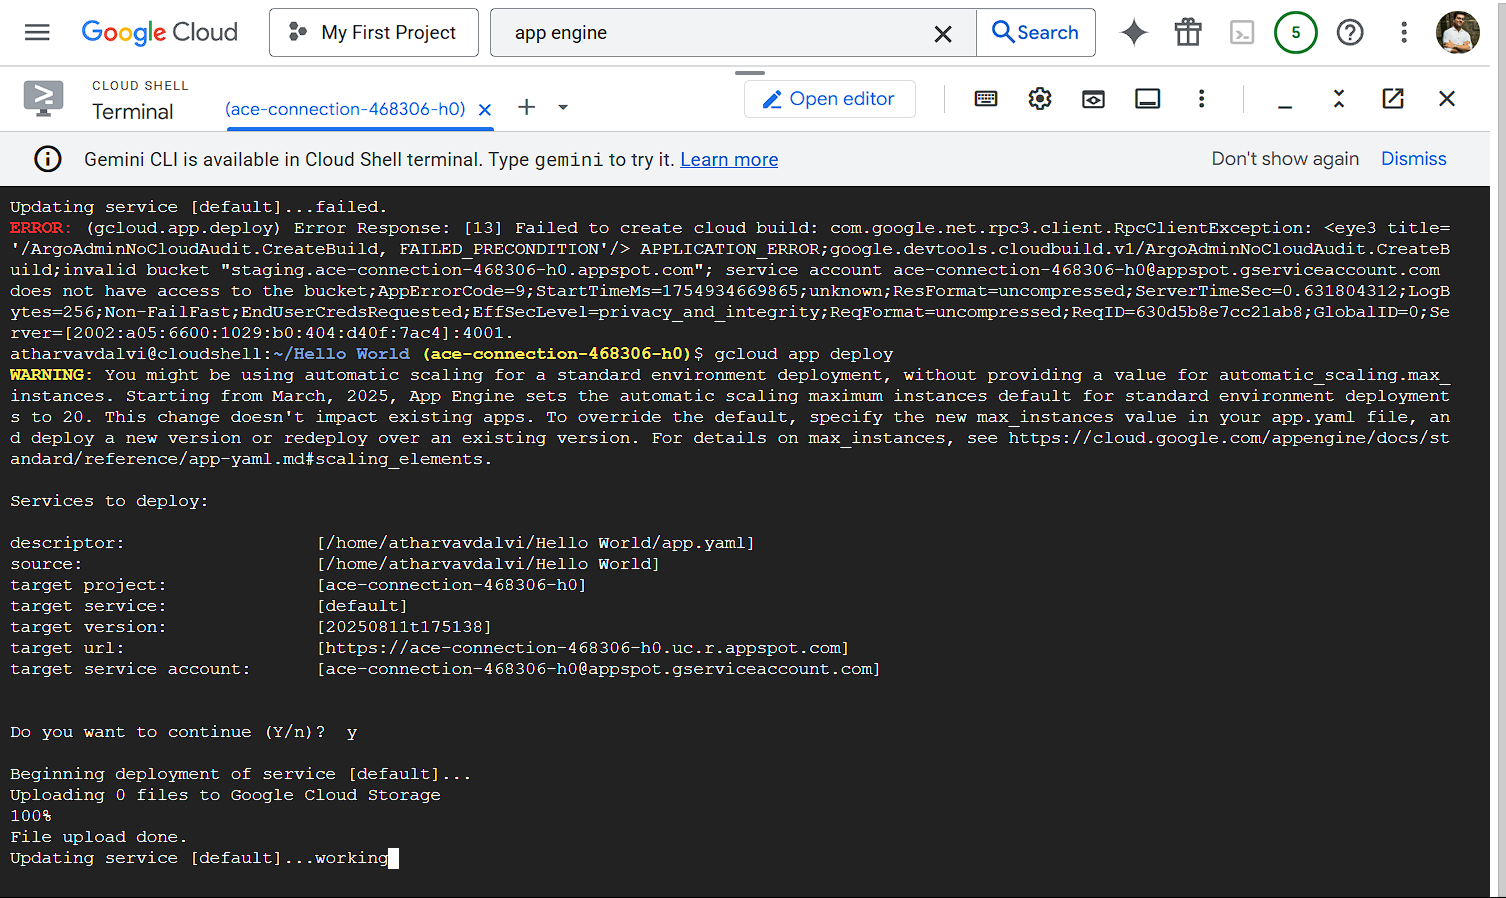 Google Cloud
My First Project
app engine
Search
5
CLOUD SHELL
Terminal
(ace-connection-468306-h0)
Open editor
Gemini CLI is available in Cloud Shell terminal. Type gemini to try it. Learn more
Don't show again
Dismiss
Updating service [default]...failed.
ERROR: (gcloud.app.deploy) Error Response: [13] Failed to create cloud build: com.google.net.rpc3.client.RpcClientException: <eye3 title=
'/ArgoAdminNoCloudAudit.CreateBuild, FAILED_PRECONDITION'/> APPLICATION_ERROR;google.devtools.cloudbuild.v1/ArgoAdminNoCloudAudit.CreateB
uild;invalid bucket "staging.ace-connection-468306-h0.appspot.com"; service account ace-connection-468306-h0@appspot.gserviceaccount.com
does not have access to the bucket;AppErrorCode=9;StartTimeMs=1754934669865;unknown;ResFormat=uncompressed;ServerTimeSec=0.631804312;LogB
ytes=256;Non-FailFast;EndUserCredsRequested;EffSecLevel=privacy_and_integrity;ReqFormat=uncompressed;ReqID=630d5b8e7cc21ab8;GlobalID=0;Se
rver=[2002:a05:6600:1029:b0:404:d40f:7ac4]:4001.
atharvavdalvi@cloudshell:~/Hello World (ace-connection-468306-h0)$ gcloud app deploy
WARNING: You might be using automatic scaling for a standard environment deployment, without providing a value for automatic_scaling.max_
instances. Starting from March, 2025, App Engine sets the automatic scaling maximum instances default for standard environment deployment
s to 20. This change doesn't impact existing apps. To override the default, specify the new max_instances value in your app.yaml file, an
d deploy a new version or redeploy over an existing version. For details on max_instances, see https://cloud.google.com/appengine/docs/st
andard/reference/app-yaml.md#scaling_elements.
Services to deploy:
descriptor: [/home/atharvavdalvi/Hello World/app.yaml]
source: [/home/atharvavdalvi/Hello World]
target project: [ace-connection-468306-h0]
target service: [default]
target version: [20250811t175138]
target url: [https://ace-connection-468306-h0.uc.r.appspot.com]
target service account: [ace-connection-468306-h0@appspot.gserviceaccount.com]
Do you want to continue (Y/n)? y
Beginning deployment of service [default]...
Uploading 0 files to Google Cloud Storage
100%
File upload done.
Updating service [default]...working